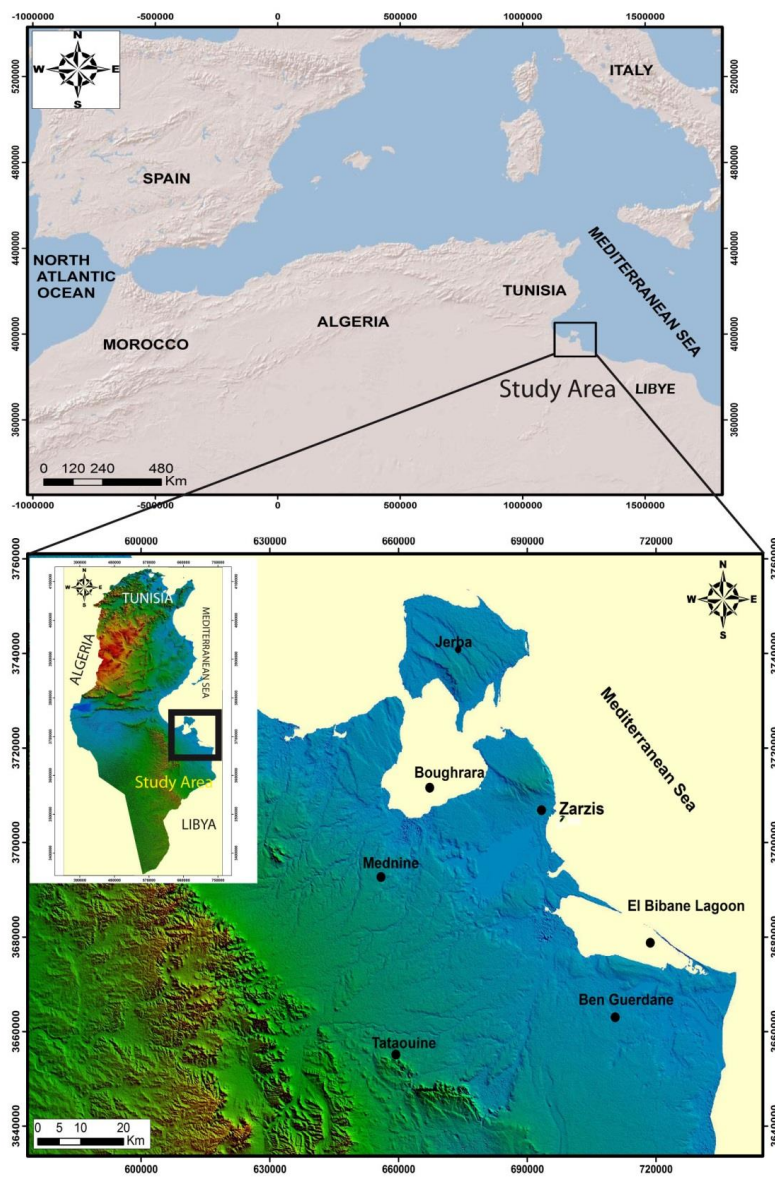 -1000000 -500000 0 500000 1000000 1500000
N
W E
S
ITALY
5200000 5200000
SPAIN
4800000 4800000
4400000 4400000
NORTH
ATLANTIC
OCEAN
MEDITERRANEAN SEA
TUNISIA
ALGERIA
MOROCCO
4000000 4000000
Study Area
LIBYE
3600000 3600000
0 120 240 480
Km
-1000000 -500000 0 500000 1000000 1500000
600000 630000 660000 690000 720000
3760000 3760000
N
W E
S
TUNISIA
ALGERIA
MEDITERRANEAN SEA
Study Area
LIBYA
N
W E
S
Jerba
3740000 3740000
Mediterranean Sea
3720000 3720000
Boughrara
Zarzis
3700000 3700000
Mednine
El Bibane Lagoon
3680000 3680000
Ben Guerdane
3660000 3660000
Tataouine
0 5 10 20
Km
3640000 3640000
600000 630000 660000 690000 720000